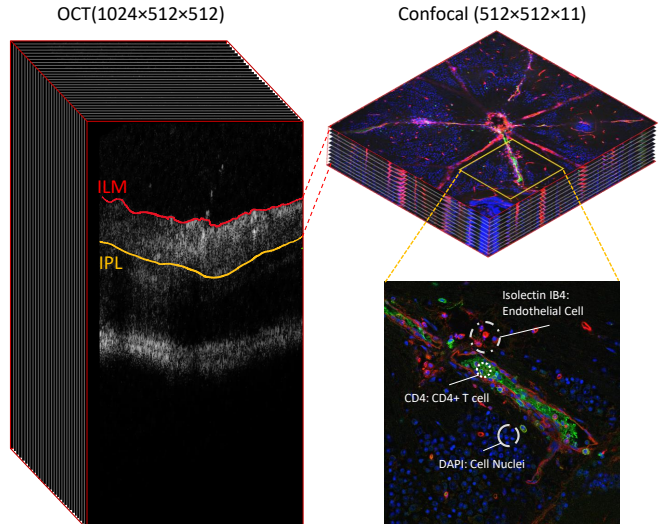 OCT(1024×512×512)
Confocal (512×512×11)
ILM
IPL
Isolectin IB4:
Endothelial Cell
CD4: CD4+ T cell
DAPI: Cell Nuclei